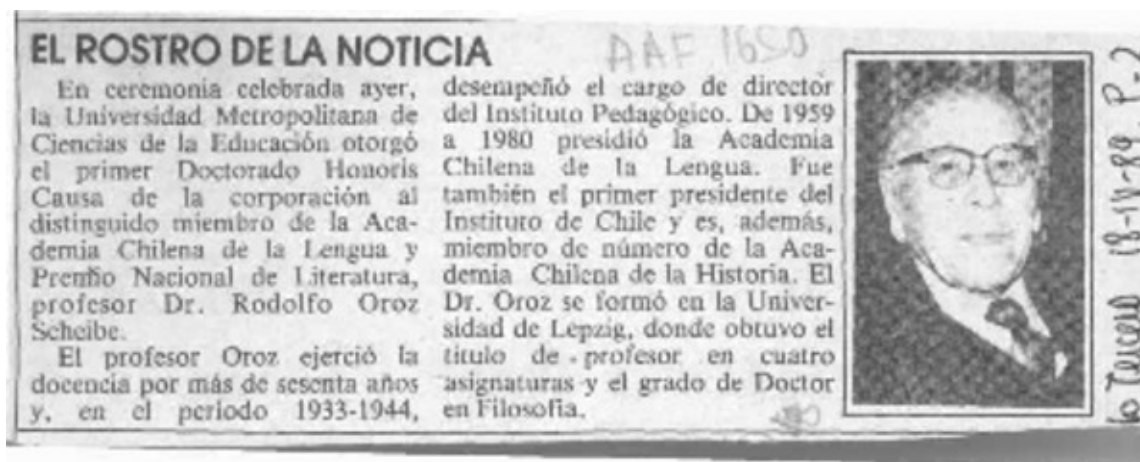 EL ROSTRO DE LA NOTICIA
AAF 1620
En ceremonia celebrada ayer,
la Universidad Metropolitana de
Ciencias de la Educación otorgó
el primer Doctorado Honoris
Causa de la corporación al
distinguido miembro de la Aca-
demia Chilena de la Lengua y
Premio Nacional de Literatura,
profesor Dr. Rodolfo Oroz
Scheibe.
El profesor Oroz ejerció la
docencia por más de sesenta años
y, en el periodo 1933-1944,
desempeñó el cargo de director
del Instituto Pedagógico. De 1959
a 1980 presidió la Academia
Chilena de la Lengua. Fue
también el primer presidente del
Instituto de Chile y es, además,
miembro de número de la Aca-
demia Chilena de la Historia. El
Dr. Oroz se formó en la Univer-
sidad de Lepzig, donde obtuvo el
titulo de profesor en cuatro
asignaturas y el grado de Doctor
en Filosofia.
la Tercera 18-IV-89 P.2